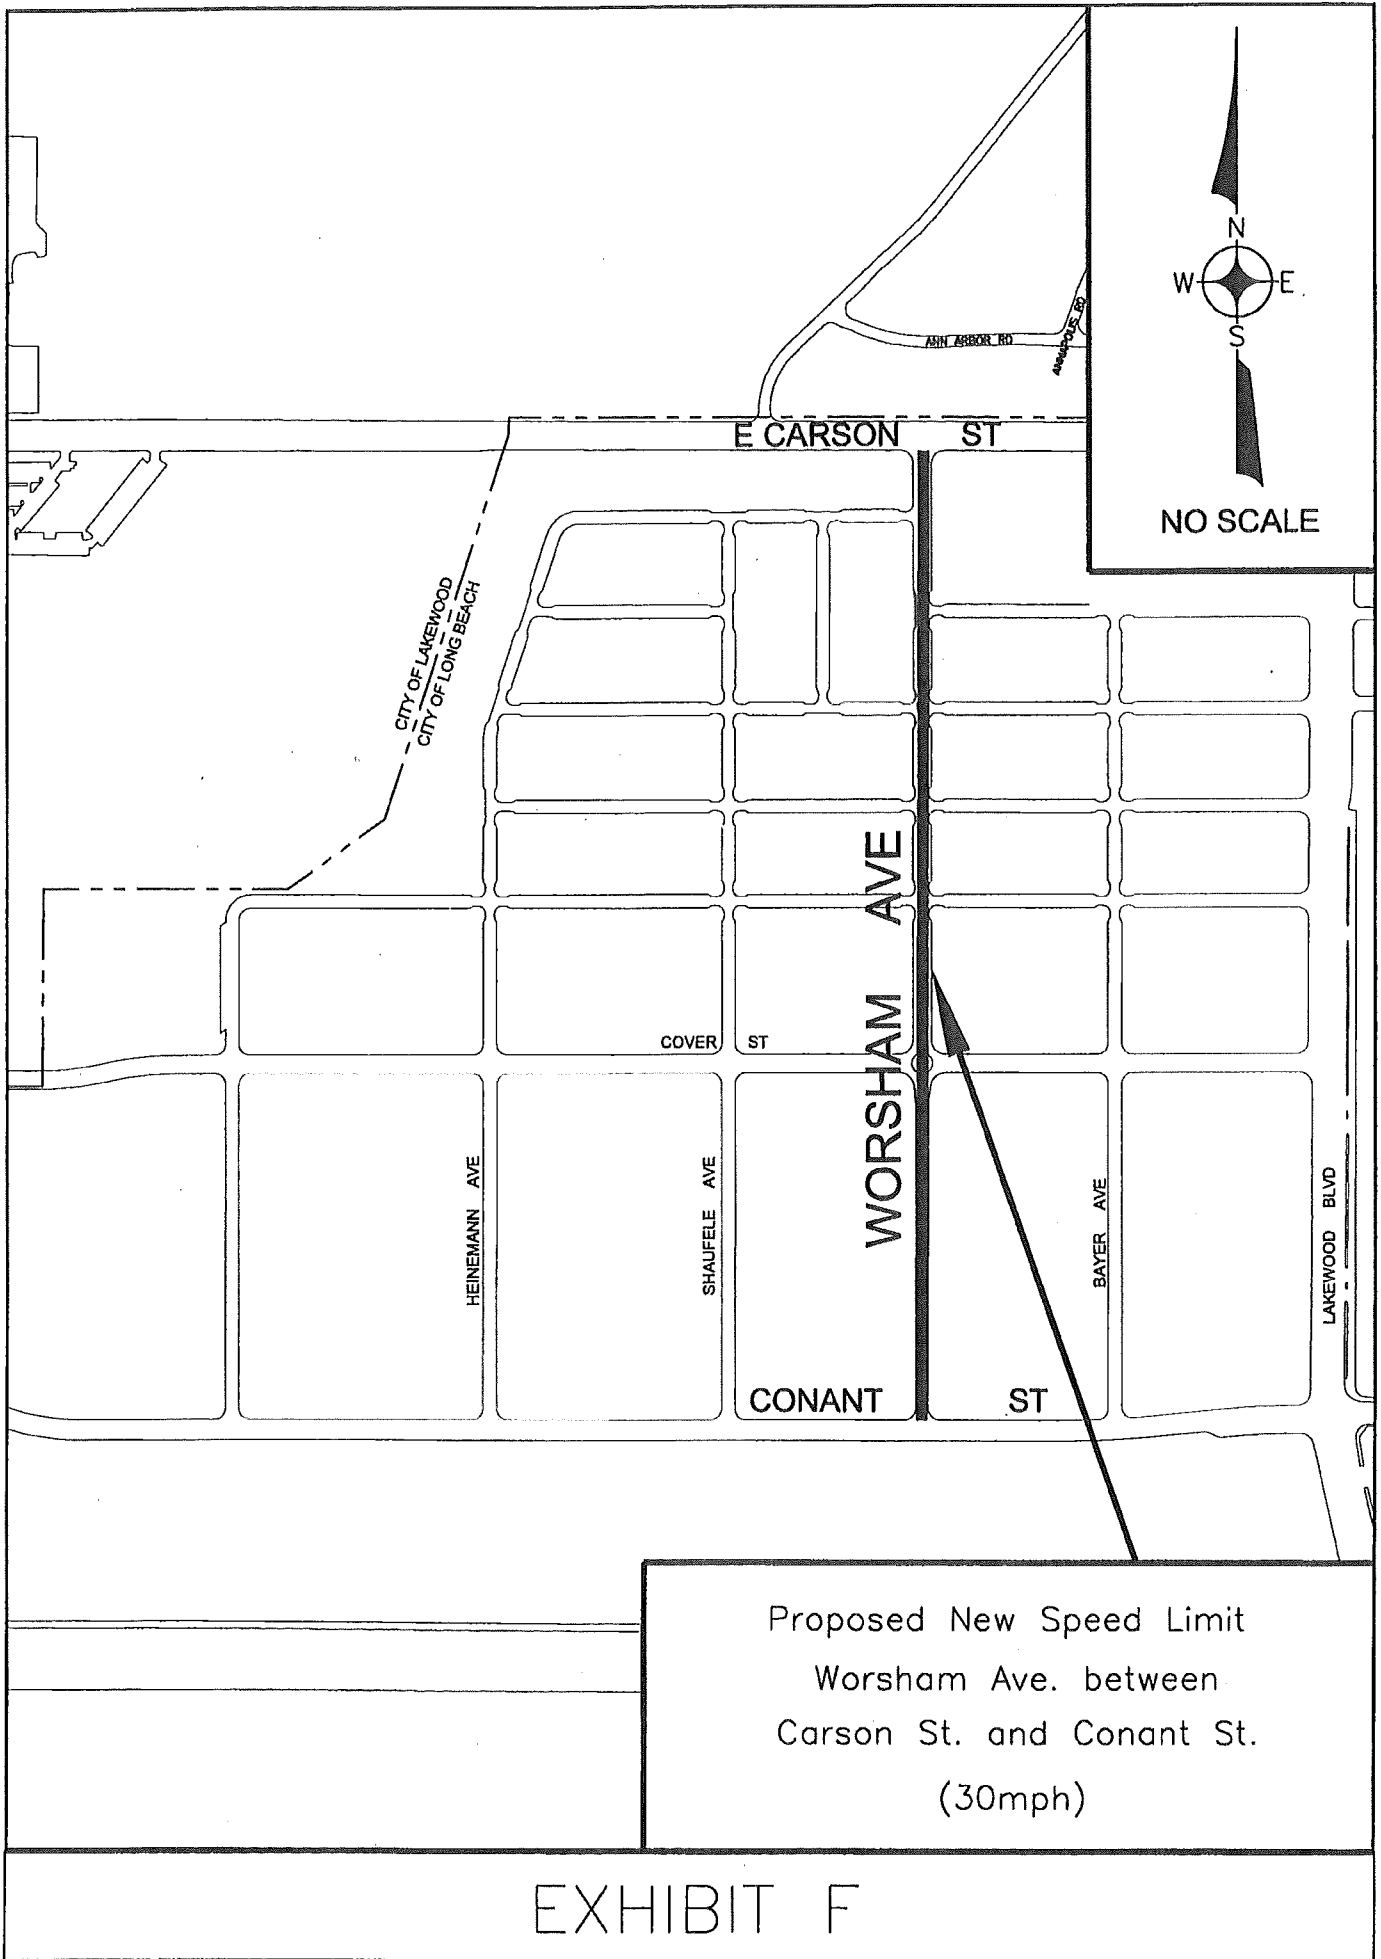 N
W E
S
NO SCALE
ANN ARBOR RD
ANNAPOLIS RD
E CARSON ST
CITY OF LAKEWOOD
CITY OF LONG BEACH
WORSHAM AVE
COVER ST
HEINEMANN AVE
SHAUFELE AVE
BAYER AVE
LAKEWOOD BLVD
CONANT ST
Proposed New Speed Limit
Worsham Ave. between
Carson St. and Conant St.
(30mph)
EXHIBIT F